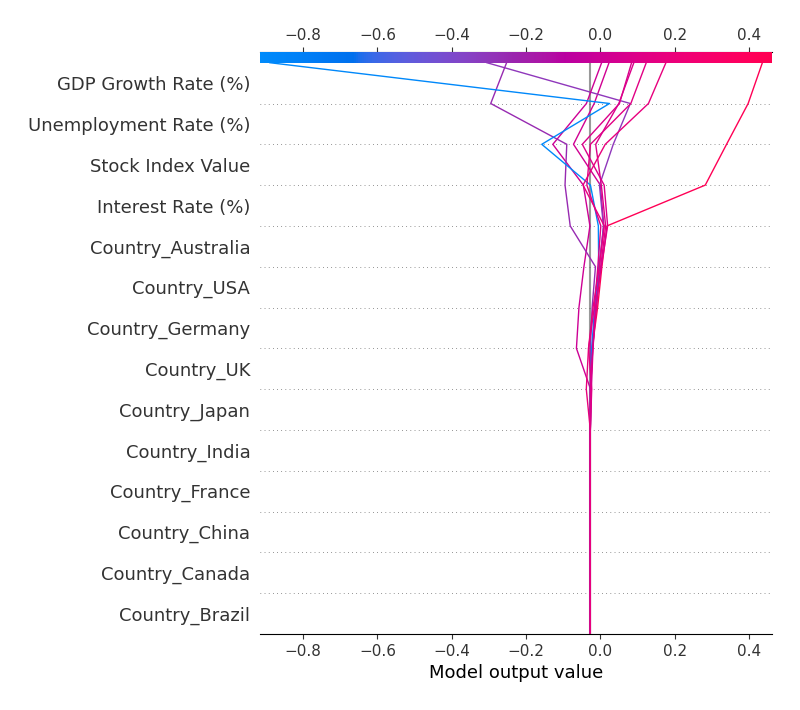 −0.8 −0.6 −0.4 −0.2 0.0 0.2 0.4
GDP Growth Rate (%)
Unemployment Rate (%)
Stock Index Value
Interest Rate (%)
Country_Australia
Country_USA
Country_Germany
Country_UK
Country_Japan
Country_India
Country_France
Country_China
Country_Canada
Country_Brazil
−0.8 −0.6 −0.4 −0.2 0.0 0.2 0.4
Model output value